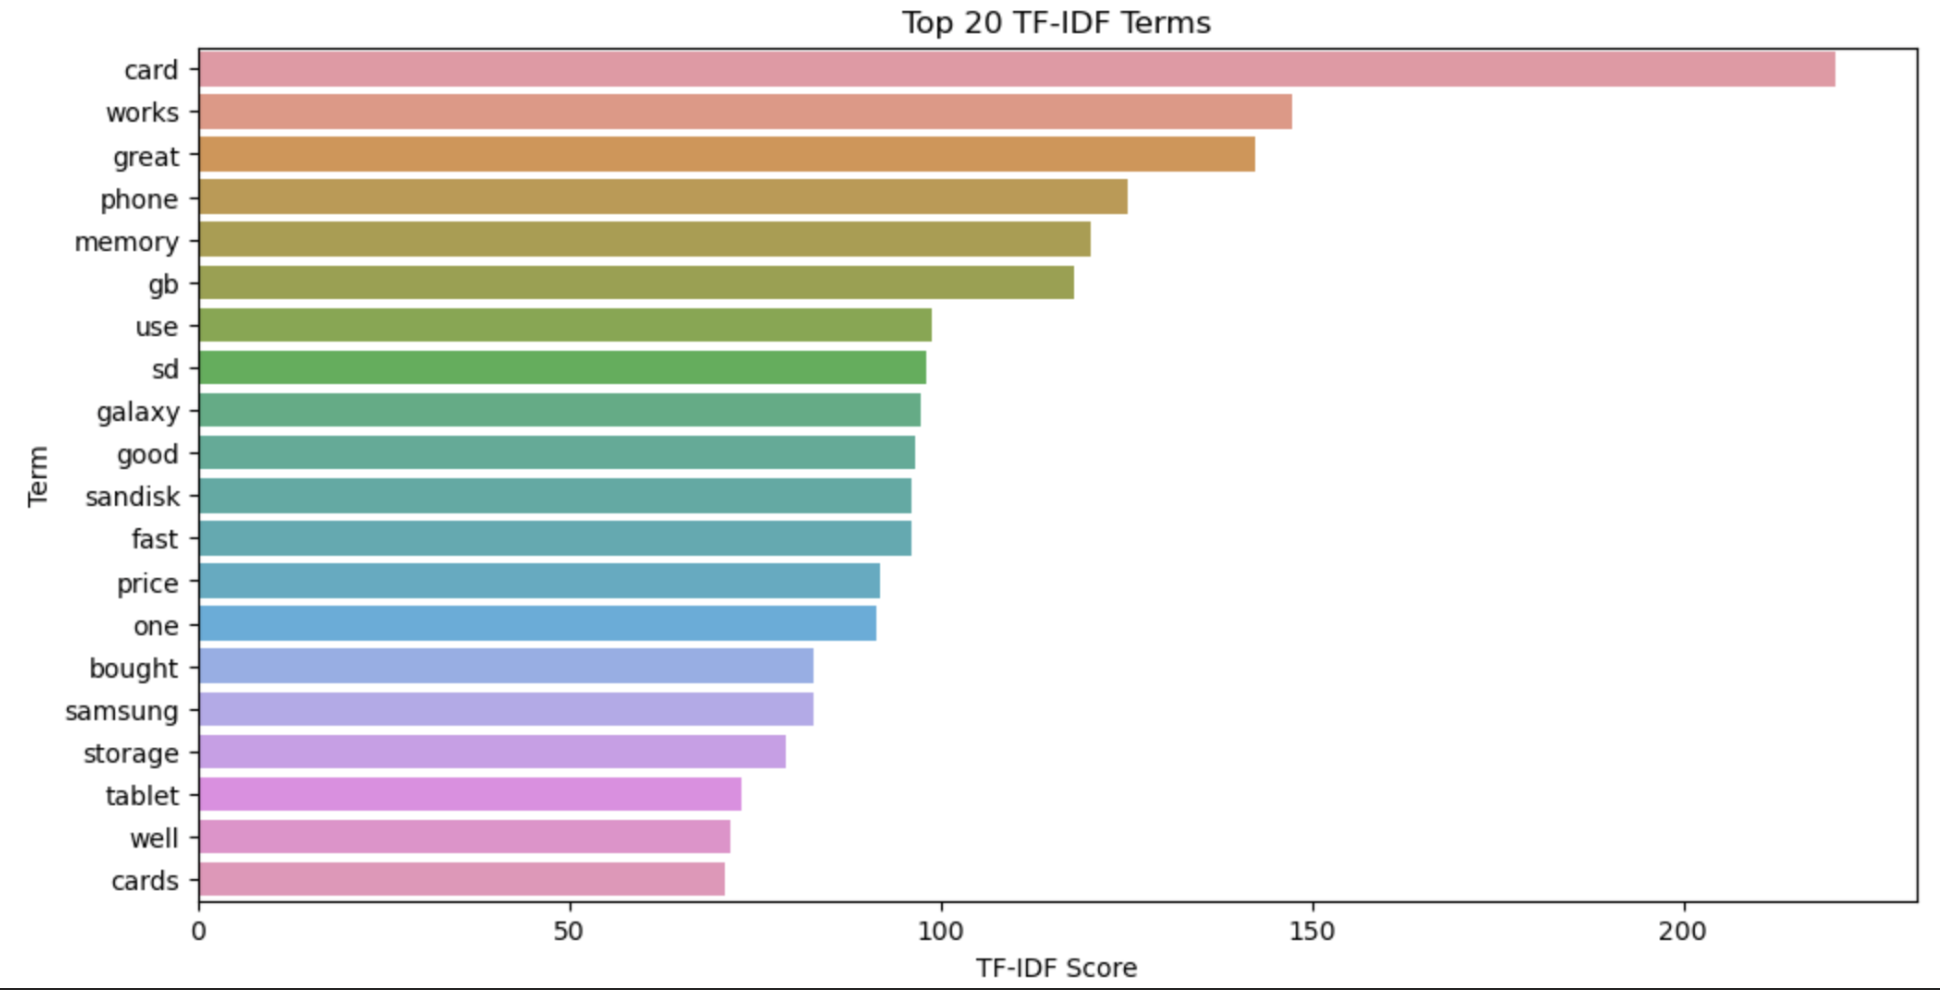 Top 20 TF-IDF Terms
card
works
great
phone
memory
gb
use
sd
galaxy
good
sandisk
fast
price
one
bought
samsung
storage
tablet
well
cards
Term
0 50 100 150 200
TF-IDF Score